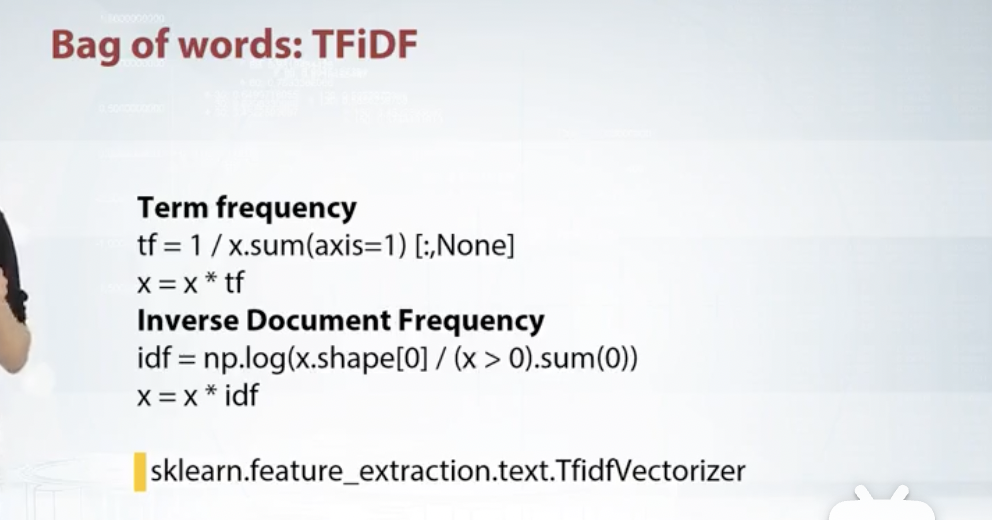 Bag of words: TFiDF
Term frequency
tf = 1 / x.sum(axis=1) [:,None]
x = x * tf
Inverse Document Frequency
idf = np.log(x.shape[0] / (x > 0).sum(0))
x = x * idf
sklearn.feature_extraction.text.TfidfVectorizer